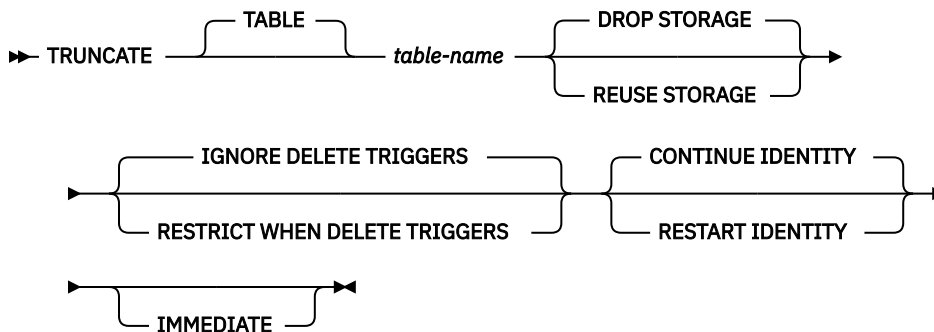 TABLE
DROP STORAGE
TRUNCATE
table-name
REUSE STORAGE
IGNORE DELETE TRIGGERS
CONTINUE IDENTITY
RESTRICT WHEN DELETE TRIGGERS
RESTART IDENTITY
IMMEDIATE